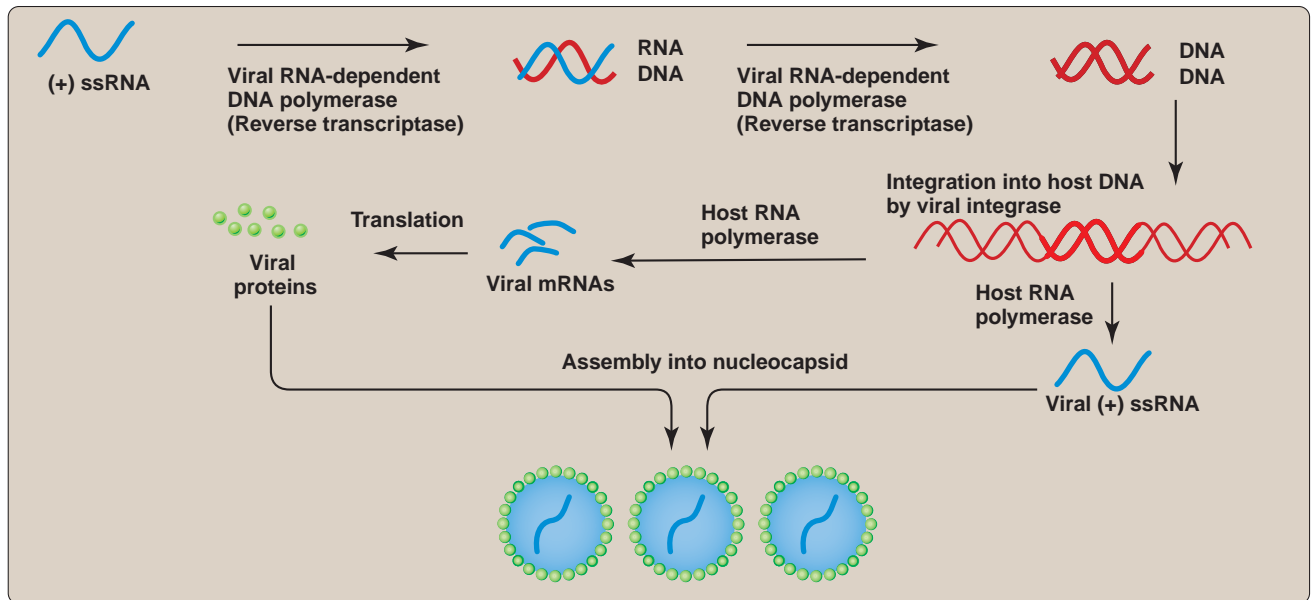 (+) ssRNA
Viral RNA-dependent
DNA polymerase
(Reverse transcriptase)
RNA
DNA
Viral RNA-dependent
DNA polymerase
(Reverse transcriptase)
DNA
DNA
Integration into host DNA
by viral integrase
Host RNA
polymerase
Viral mRNAs
Translation
Viral
proteins
Host RNA
polymerase
Viral (+) ssRNA
Assembly into nucleocapsid